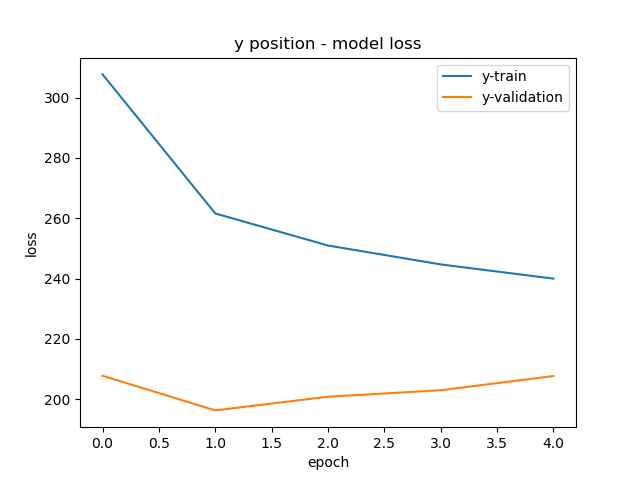 y position - model loss
y-train
y-validation
300
280
260
240
220
200
loss
0.0 0.5 1.0 1.5 2.0 2.5 3.0 3.5 4.0
epoch